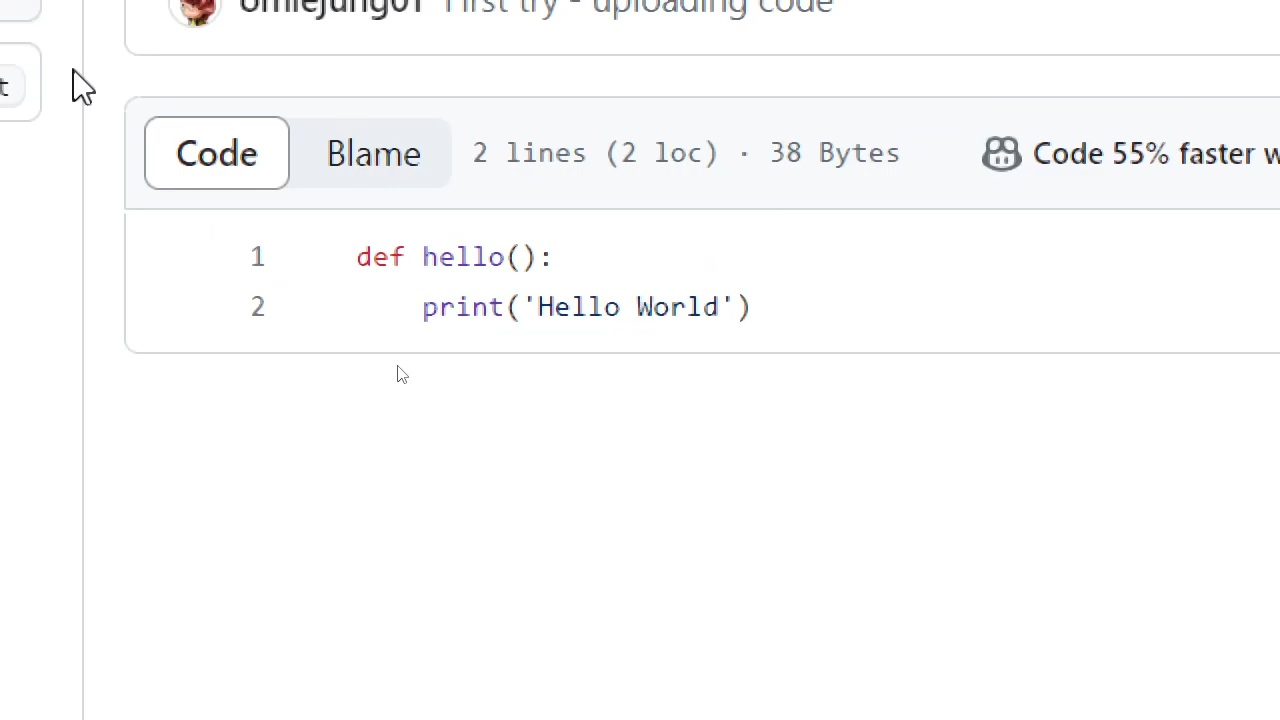 First try - uploading code
t
Code Blame 2 lines (2 loc) · 38 Bytes Code 55% faster
1 def hello():
2     print('Hello World')